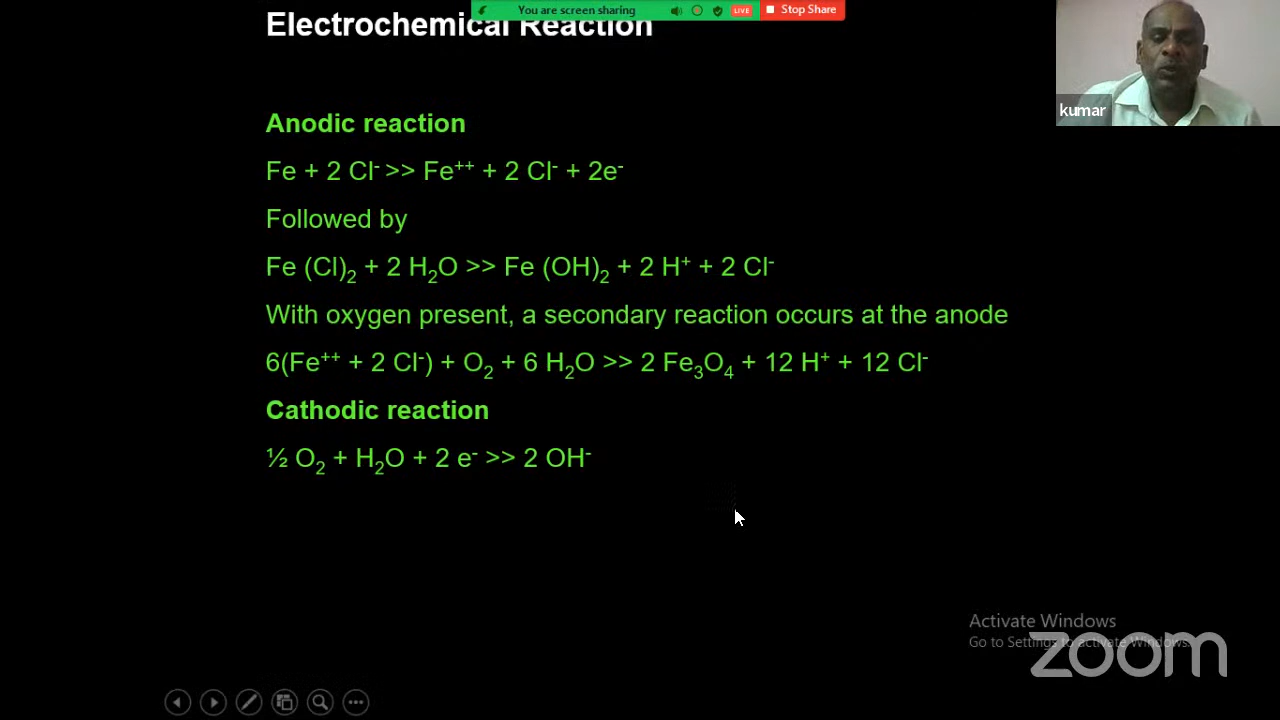 You are screen sharing
LIVE
Stop Share
Electrochemical Reaction
kumar
Anodic reaction
Fe + 2 Cl⁻ >> Fe⁺⁺ + 2 Cl⁻ + 2e⁻
Followed by
Fe (Cl)₂ + 2 H₂O >> Fe (OH)₂ + 2 H⁺ + 2 Cl⁻
With oxygen present, a secondary reaction occurs at the anode
6(Fe⁺⁺ + 2 Cl⁻) + O₂ + 6 H₂O >> 2 Fe₃O₄ + 12 H⁺ + 12 Cl⁻
Cathodic reaction
½ O₂ + H₂O + 2 e⁻ >> 2 OH⁻
Activate Windows
Go to Settings to activate Windows.
zoom